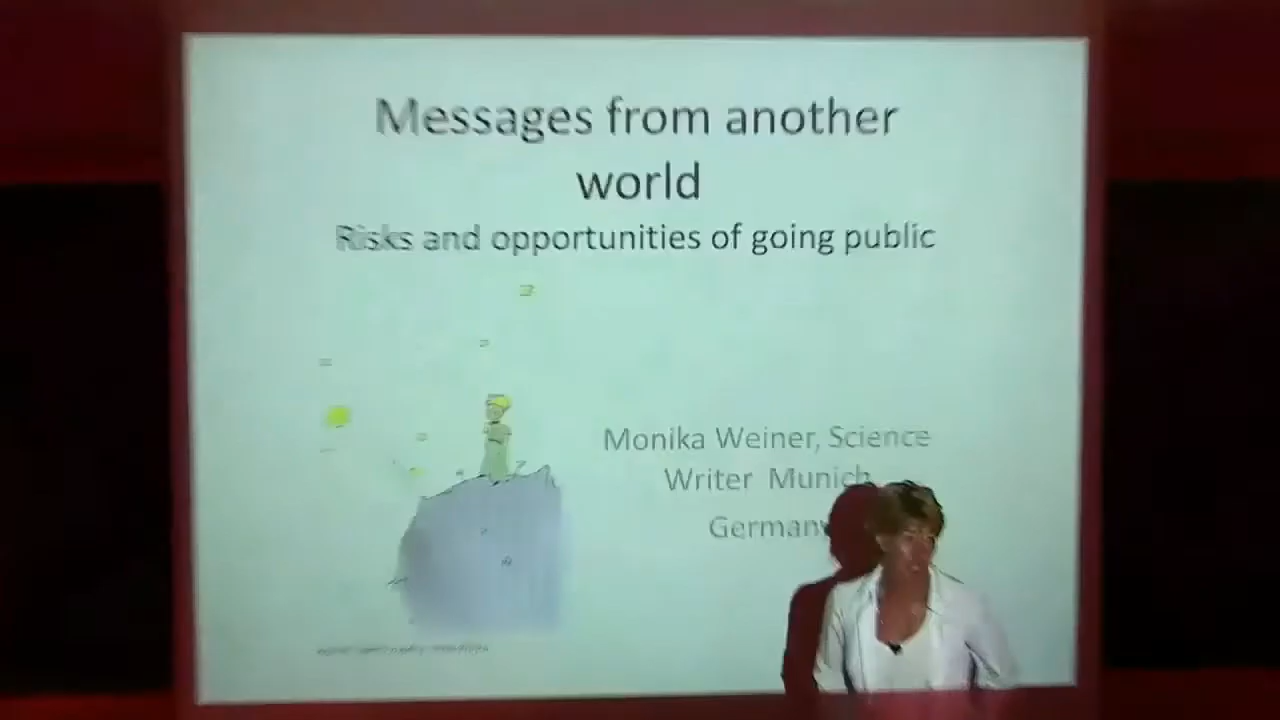 Messages from another
world
Risks and opportunities of going public
Monika Weiner, Science
Writer Munich
Germany